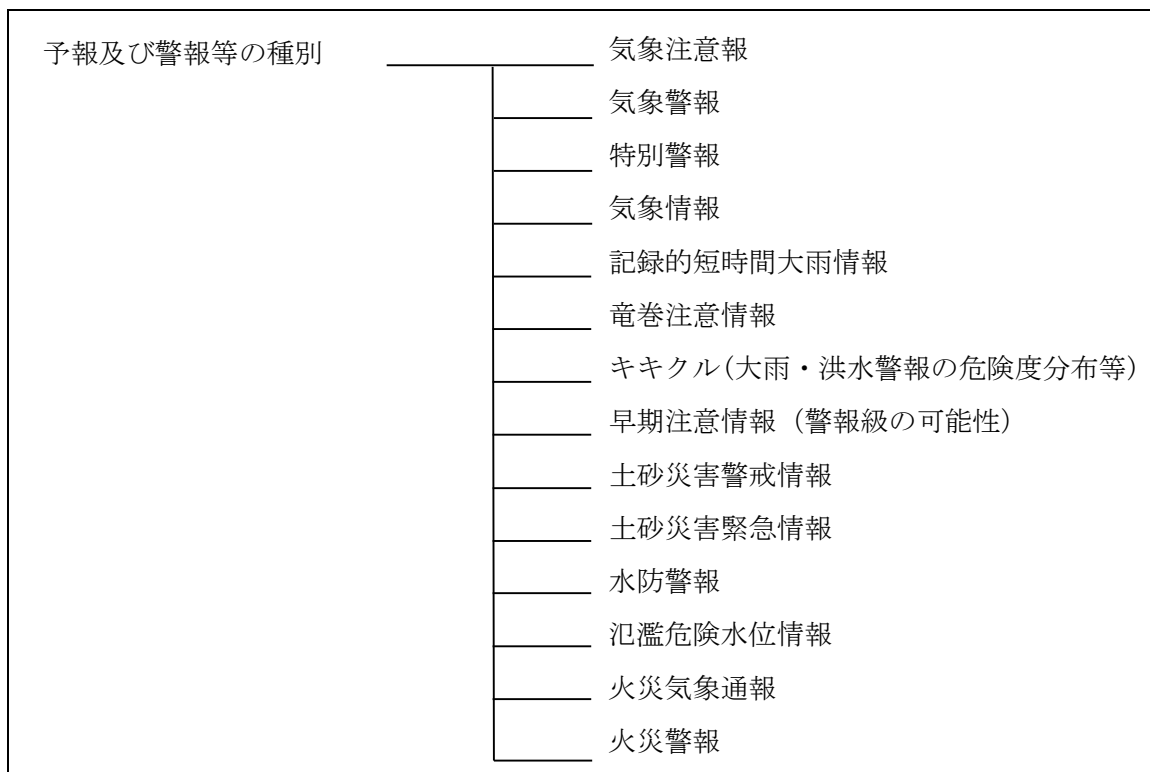 予報及び警報等の種別 気象注意報
気象警報
特別警報
気象情報
記録的短時間大雨情報
竜巻注意情報
キキクル(大雨・洪水警報の危険度分布等)
早期注意情報(警報級の可能性)
土砂災害警戒情報
土砂災害緊急情報
水防警報
氾濫危険水位情報
火災気象通報
火災警報